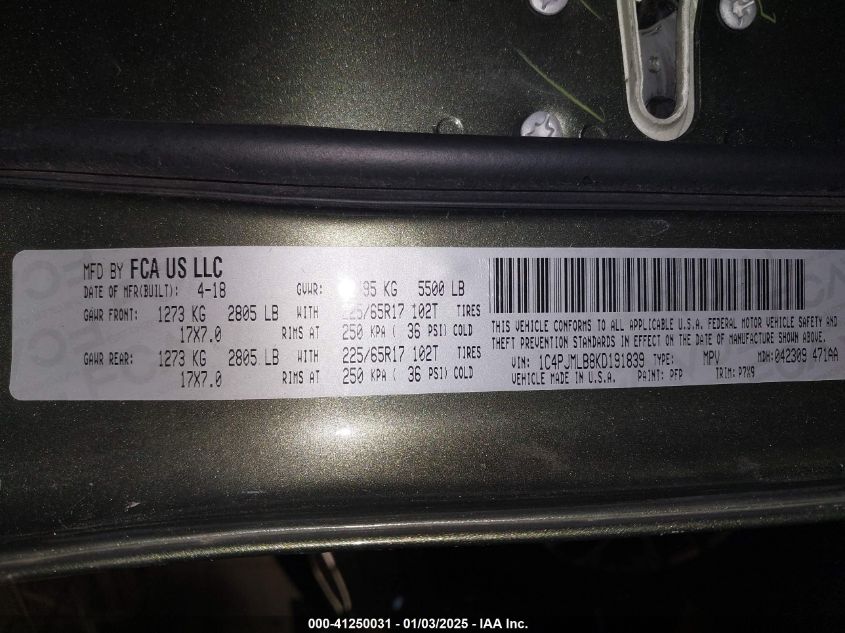 MFD BY FCA US LLC
DATE OF MFR(BUILT): 4-18 GVWR: 95 KG 5500 LB
GAWR FRONT: 1273 KG 2805 LB WITH 225/65R17 102T TIRES
17X7.0 RIMS AT 250 KPA ( 36 PSI) COLD
GAWR REAR: 1273 KG 2805 LB WITH 225/65R17 102T TIRES
17X7.0 RIMS AT 250 KPA ( 36 PSI) COLD
THIS VEHICLE CONFORMS TO ALL APPLICABLE U.S.A. FEDERAL MOTOR VEHICLE SAFETY AND
THEFT PREVENTION STANDARDS IN EFFECT ON THE DATE OF MANUFACTURE SHOWN ABOVE.
VIN: 1C4PJMLB8KD191839 TYPE: MPV MDH: 042309 471AA
VEHICLE MADE IN U.S.A. PAINT: PFP TRIM: P7X9
000-41250031 - 01/03/2025 - IAA Inc.